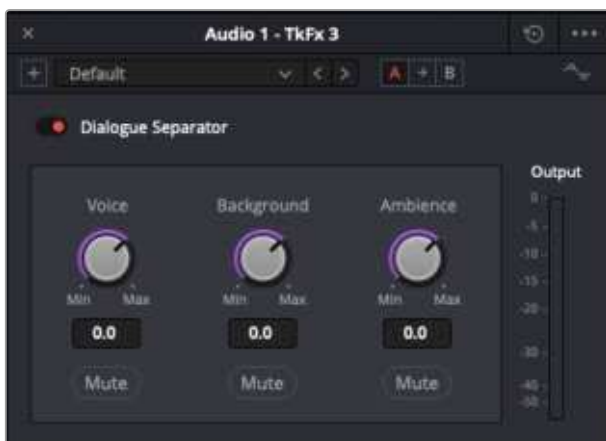 × Audio 1 - TkFx 3 •••
+ Default < > A → B
Dialogue Separator
Output
Voice Background Ambience
0
-5
-10
-15
-20
-30
-40
-50
Min Max Min Max Min Max
0.0 0.0 0.0
Mute Mute Mute